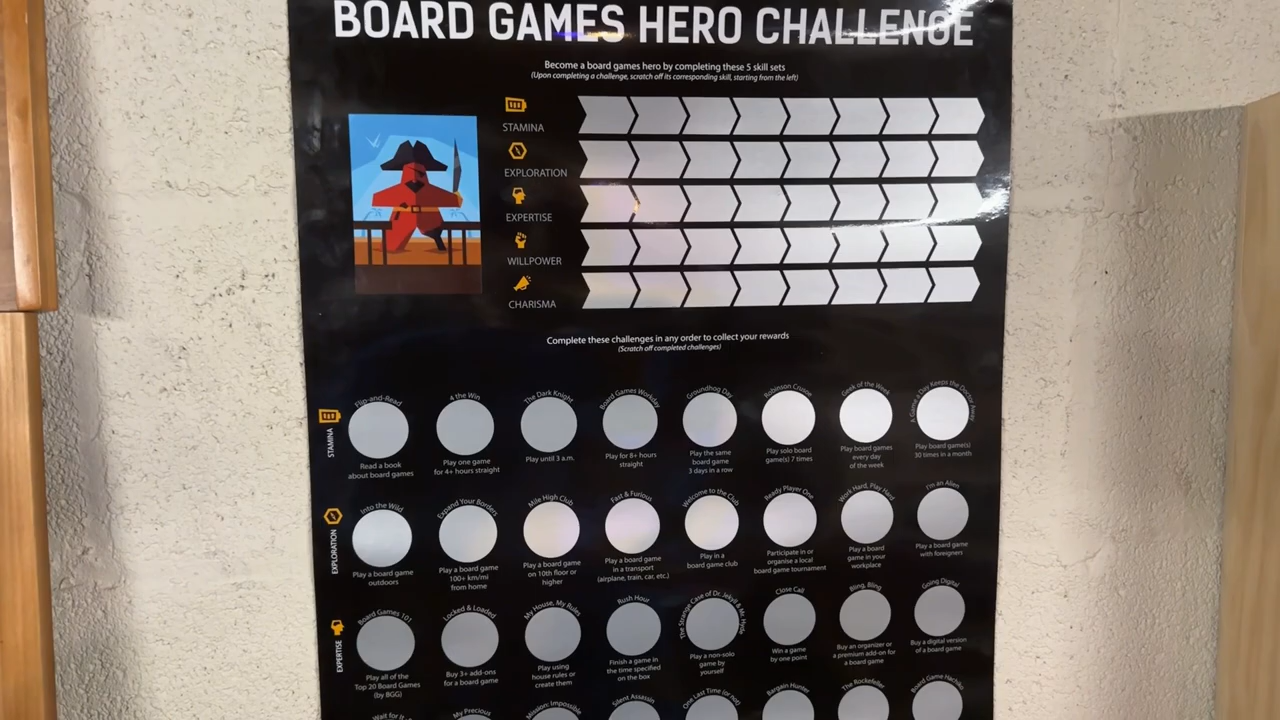 BOARD GAMES HERO CHALLENGE
Become a board games hero by completing these 5 skill sets
(Upon completing a challenge, scratch off its corresponding skill, starting from the left)
STAMINA
EXPLORATION
EXPERTISE
WILLPOWER
CHARISMA
Complete these challenges in any order to collect your rewards
(Scratch off completed challenges)
STAMINA
Flip-and-Read
Read a book
about board games
4 the Win
Play one game
for 4+ hours straight
The Dark Knight
Play until 3 a.m.
Board Games Workday
Play for 8+ hours
straight
Groundhog Day
Play the same
board game
3 days in a row
Robinson Crusoe
Play solo board
game(s) 7 times
Geek of the Week
Play board games
every day
of the week
A Game a Day Keeps the Doctor Away
Play board game(s)
30 times in a month
EXPLORATION
Into the Wild
Play a board game
outdoors
Expand Your Borders
Play a board game
100+ km/mi
from home
Mile High Club
Play a board game
on 10th floor or
higher
Fast & Furious
Play a board game
in a transport
(airplane, train, car, etc.)
Welcome to the Club
Play in a
board game club
Ready Player One
Participate in or
organise a local
board game tournament
Work Hard, Play Hard
Play a board
game in your
workplace
I'm an Alien
Play a board game
with foreigners
EXPERTISE
Board Games 101
Play all of the
Top 20 Board Games
(by BGG)
Locked & Loaded
Buy 3+ add-ons
for a board game
My House, My Rules
Play using
house rules or
create them
Rush Hour
Finish a game in
the time specified
on the box
The Strange Case of Dr. Jekyll & Mr. Hyde
Play a non-solo
game by
yourself
Close Call
Win a game
by one point
Bling, Bling
Buy an organizer or
a premium add-on for
a board game
Going Digital
Buy a digital version
of a board game
Wait for It
My Precious
Mission: Impossible
Silent Assassin
One Last Time (or not)
Bargain Hunter
The Rockefeller
Board Game Hachiko